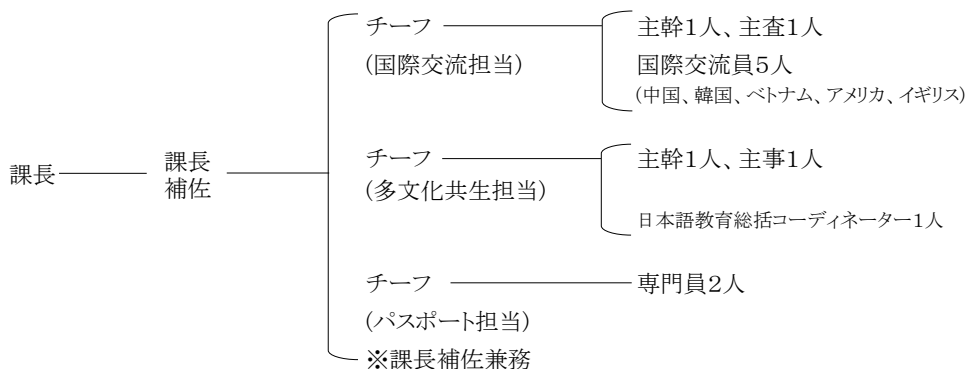 課長
課長
補佐
チーフ
(国際交流担当)
主幹1人、主査1人
国際交流員5人
(中国、韓国、ベトナム、アメリカ、イギリス)
チーフ
(多文化共生担当)
主幹1人、主事1人
日本語教育総括コーディネーター1人
チーフ
(パスポート担当)
※課長補佐兼務
専門員2人